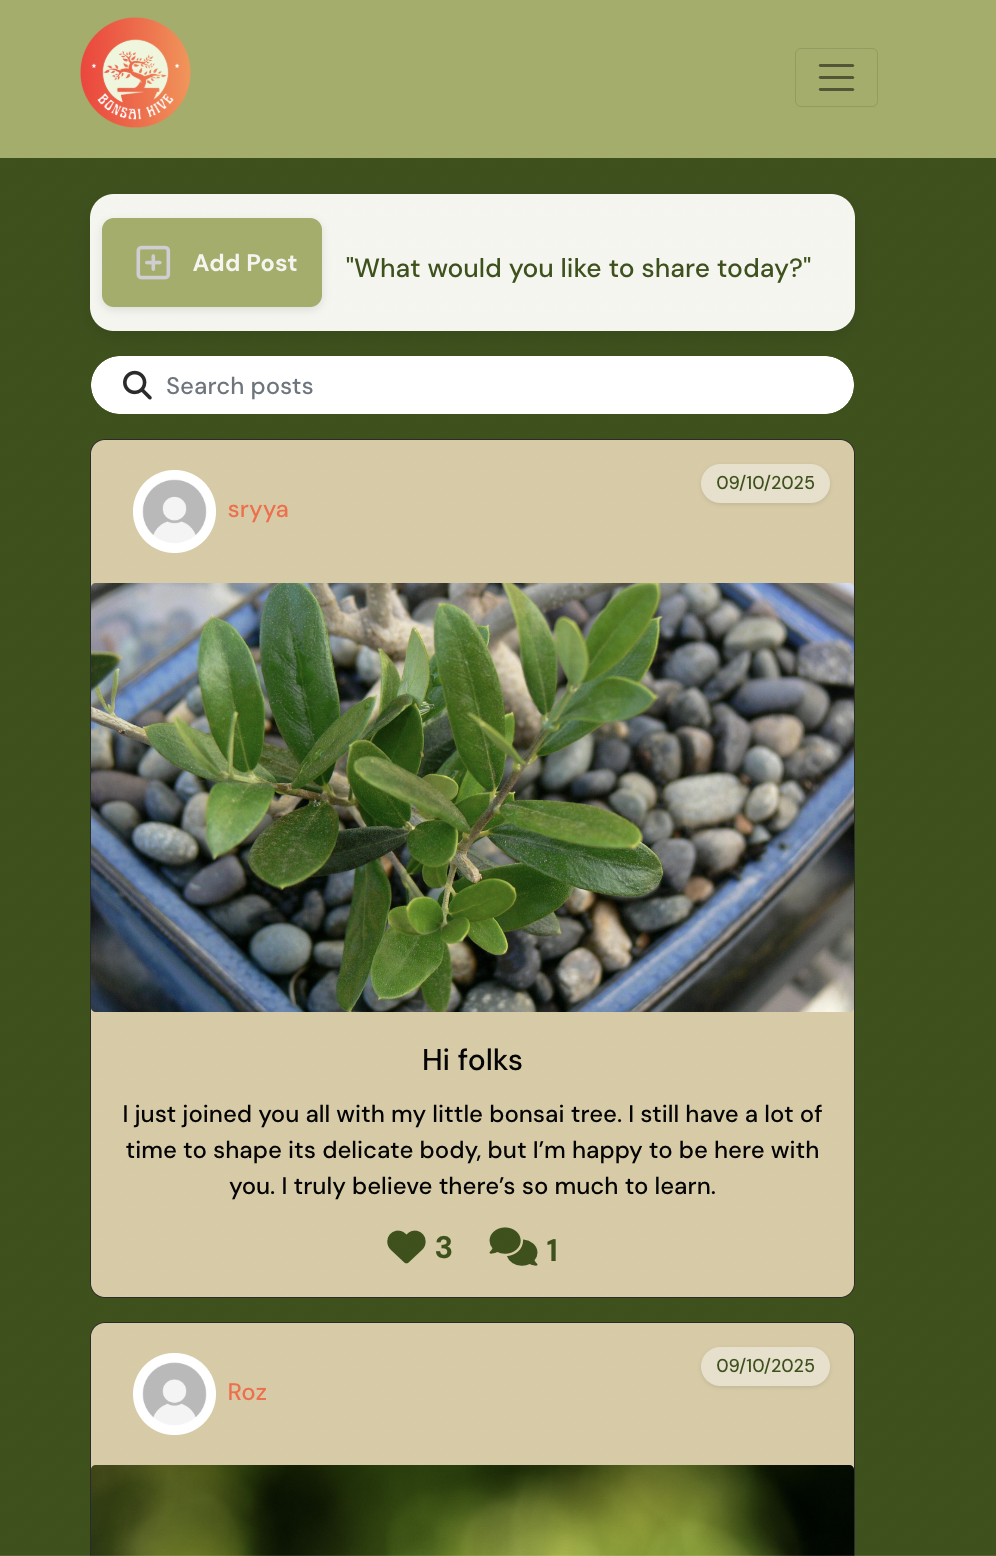 BONSAI HIVE
Add Post
"What would you like to share today?"
Search posts
sryya
09/10/2025
Hi folks
I just joined you all with my little bonsai tree. I still have a lot of
time to shape its delicate body, but I’m happy to be here with
you. I truly believe there’s so much to learn.
3 1
Roz
09/10/2025